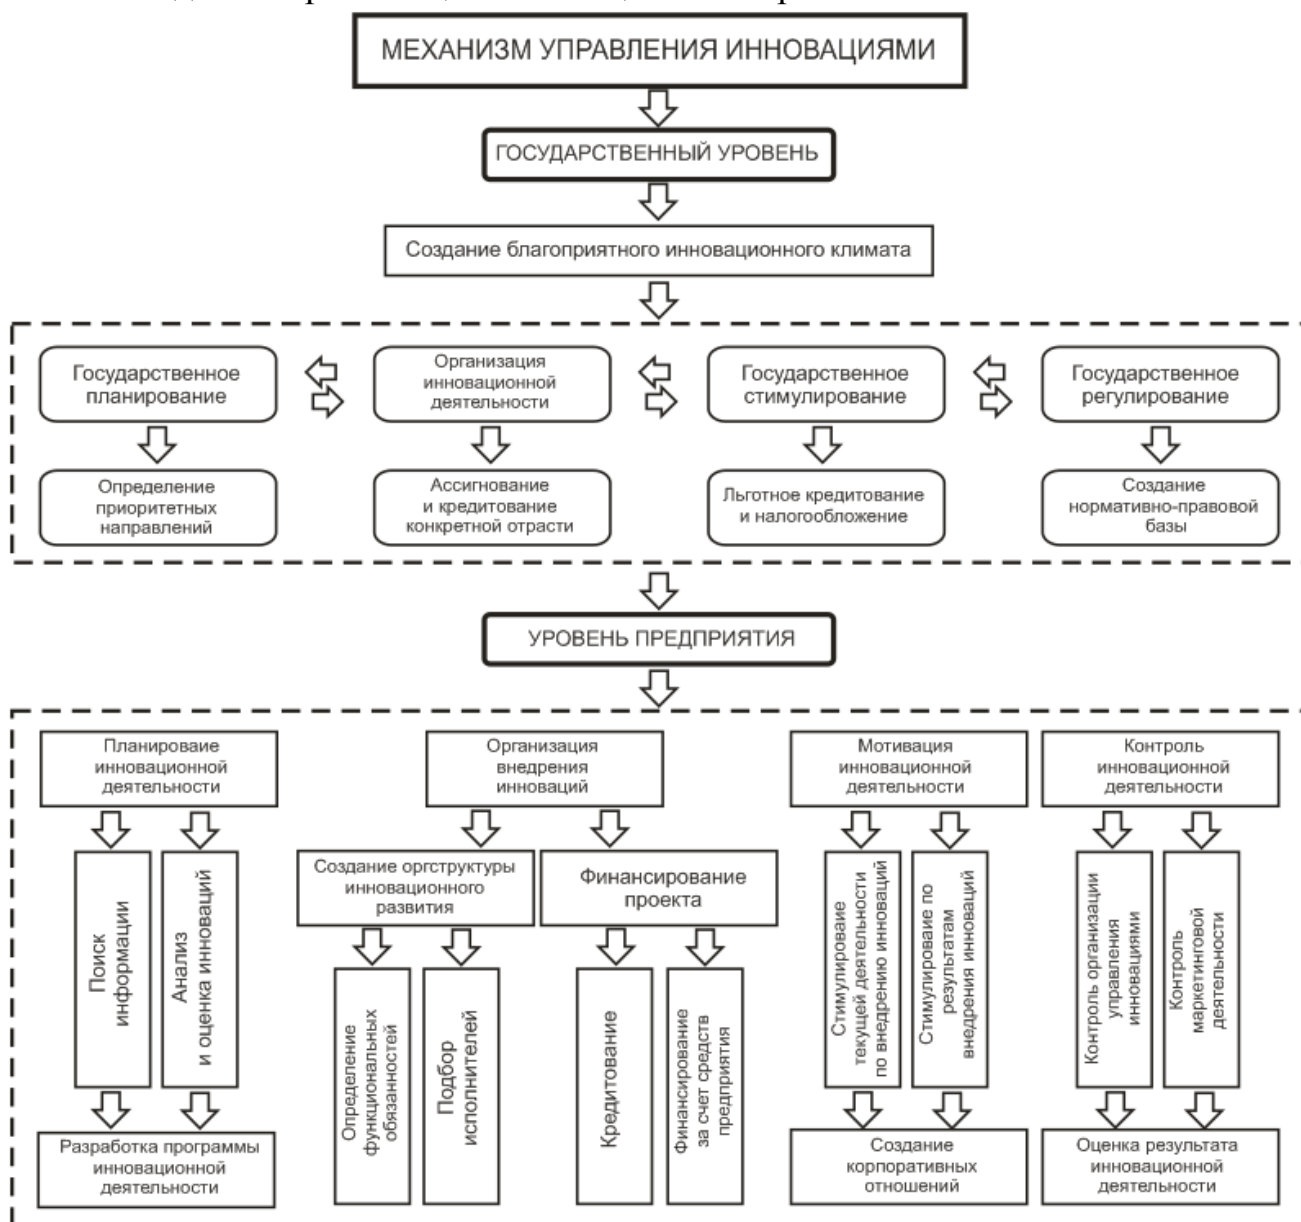 МЕХАНИЗМ УПРАВЛЕНИЯ ИННОВАЦИЯМИ
ГОСУДАРСТВЕННЫЙ УРОВЕНЬ
Создание благоприятного инновационного климата
Государственное
планирование
Организация
инновационной
деятельности
Государственное
стимулирование
Государственное
регулирование
Определение
приоритетных
направлений
Ассигнование
и кредитование
конкретной отрасти
Льготное кредитование
и налогообложение
Создание
нормативно-правовой
базы
УРОВЕНЬ ПРЕДПРИЯТИЯ
Планироваие
инновационной
деятельности
Организация
внедрения
инноваций
Мотивация
инновационной
деятельности
Контроль
инновационной
деятельности
Поиск
информации
Анализ
и оценка инноваций
Создание оргструктуры
инновационного
развития
Финансирование
проекта
Определение
функциональных
обязанностей
Подбор
исполнителей
Кредитование
Финансирование
за счет средств
предприятия
Стимулироваие
текущей деятельности
по внедрению инноваций
Стимулироваие по
результатам
внедрения инноваций
Контроль организации
управления
инновациями
Контроль
маркетинговой
деятельности
Разработка программы
инновационной
деятельности
Создание
корпоративных
отношений
Оценка результата
инновационной
деятельности